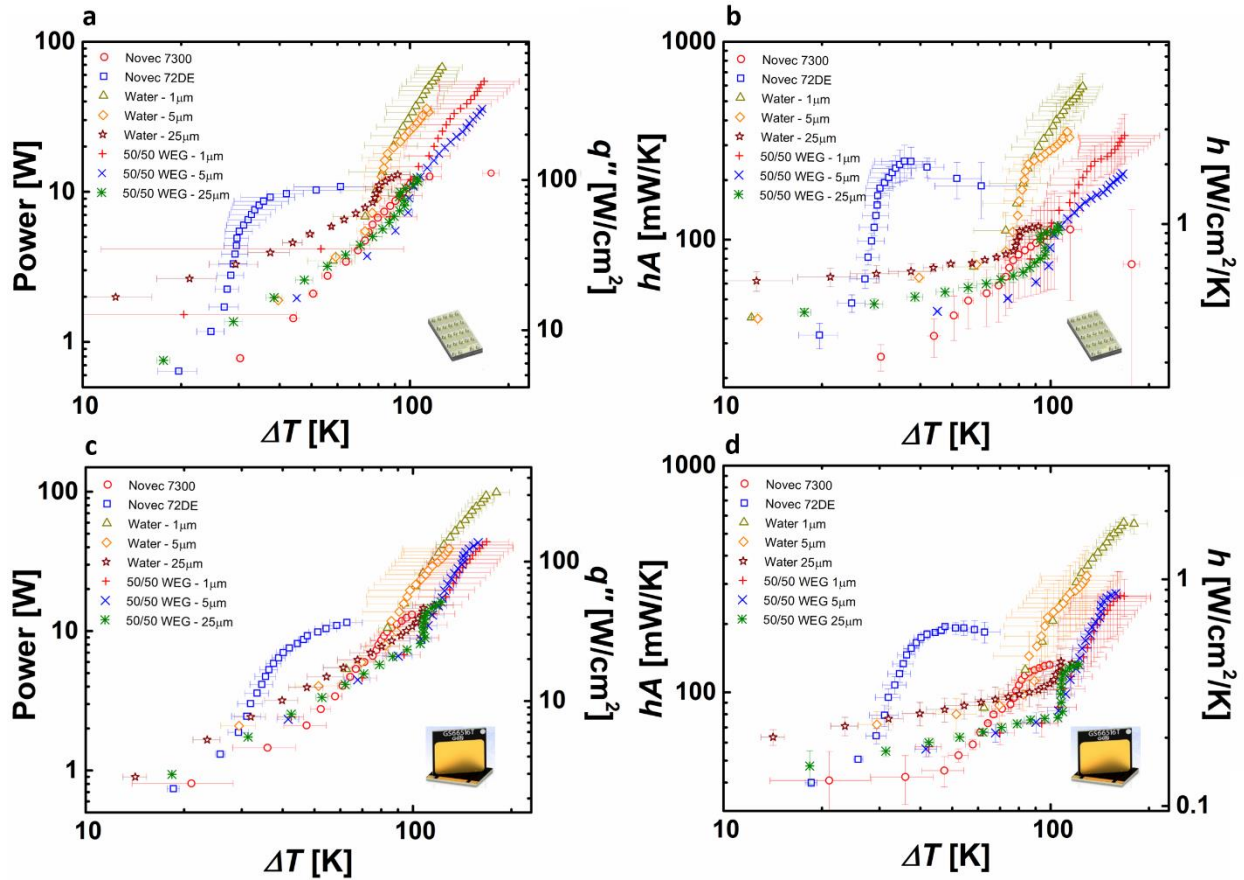 a
Power [W]
100
10
1
10
100
ΔT [K]
q″ [W/cm²]
100
10
Novec 7300
Novec 72DE
Water - 1μm
Water - 5μm
Water - 25μm
50/50 WEG - 1μm
50/50 WEG - 5μm
50/50 WEG - 25μm
b
hA [mW/K]
1000
100
10
100
ΔT [K]
h [W/cm²/K]
1
Novec 7300
Novec 72DE
Water - 1μm
Water - 5μm
Water - 25μm
50/50 WEG - 1μm
50/50 WEG - 5μm
50/50 WEG - 25μm
c
Power [W]
100
10
1
10
100
ΔT [K]
q″ [W/cm²]
100
10
Novec 7300
Novec 72DE
Water - 1μm
Water - 5μm
Water - 25μm
50/50 WEG - 1μm
50/50 WEG - 5μm
50/50 WEG - 25μm
GS66516T
d
hA [mW/K]
1000
100
10
100
ΔT [K]
h [W/cm²/K]
1
0.1
Novec 7300
Novec 72DE
Water 1μm
Water 5μm
Water 25μm
50/50 WEG 1μm
50/50 WEG 5μm
50/50 WEG 25μm
GS66516T